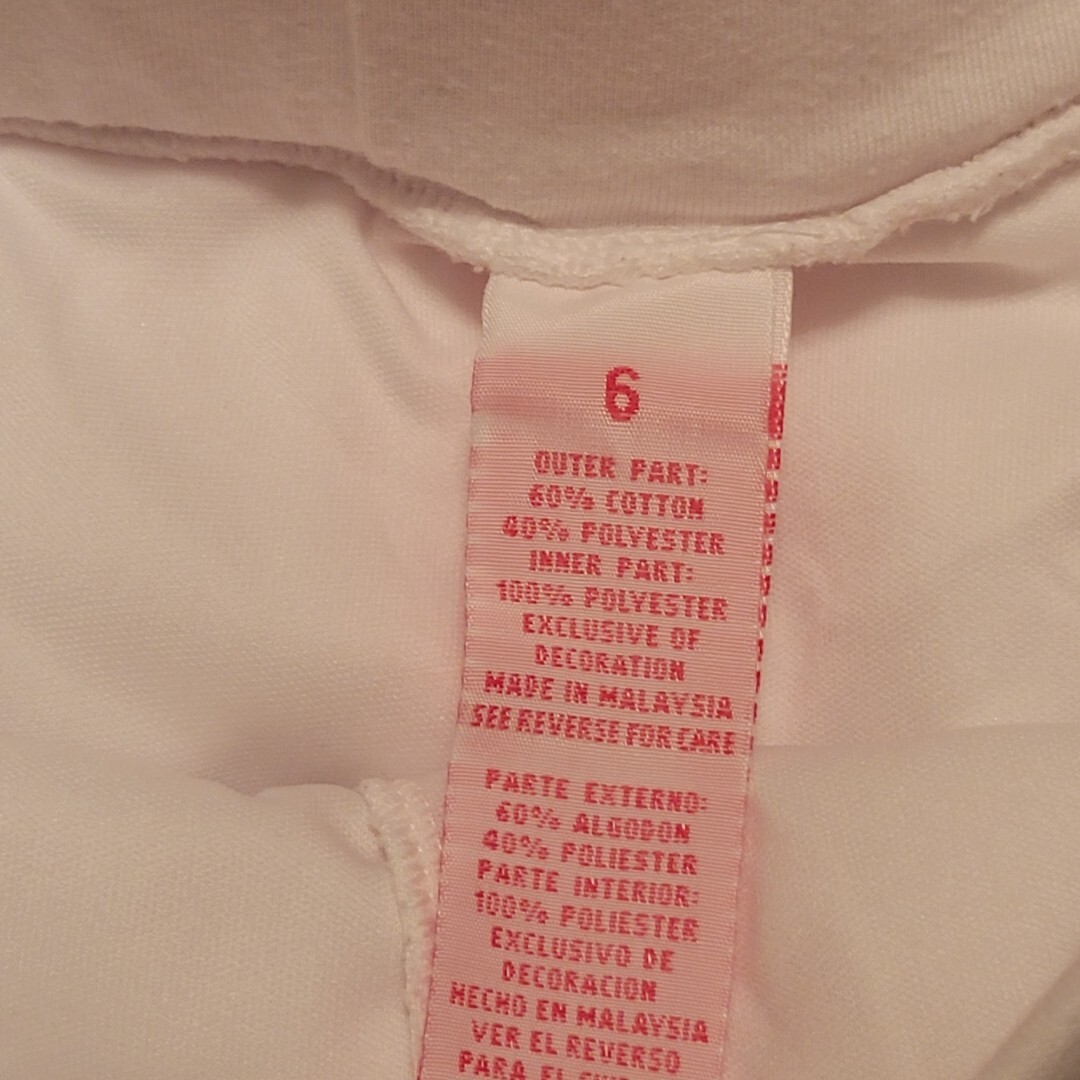 6
OUTER PART:
60% COTTON
40% POLYESTER
INNER PART:
100% POLYESTER
EXCLUSIVE OF
DECORATION
MADE IN MALAYSIA
SEE REVERSE FOR CARE
PARTE EXTERNO:
60% ALGODON
40% POLIESTER
PARTE INTERIOR:
100% POLIESTER
EXCLUSIVO DE
DECORACION
HECHO EN MALAYSIA
VER EL REVERSO
PARA EL